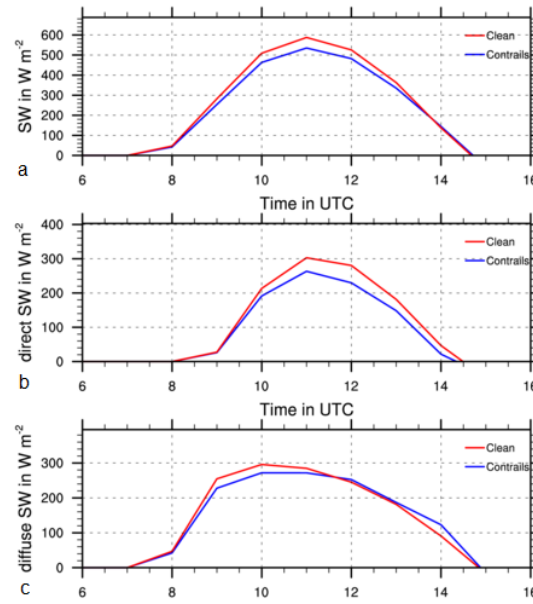 600
500
400
300
200
100
0
SW in W m-2
Clean
Contrails
a
6 8 10 12 14 16
Time in UTC
400
300
200
100
0
direct SW in W m-2
Clean
Contrails
b
6 8 10 12 14 16
Time in UTC
300
200
100
0
diffuse SW in W m-2
Clean
Contrails
c
6 8 10 12 14 16